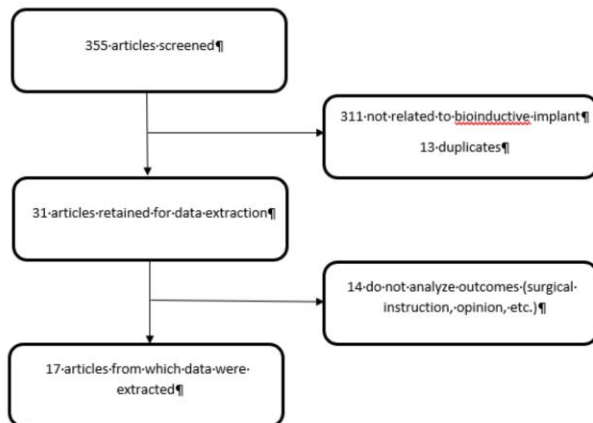 355·articles·screened¶
311·not·related·to·bioinductive·implant¶
13·duplicates¶
31·articles·retained·for·data·extraction¶
14·do·not·analyze·outcomes·(surgical·
instruction,·opinion,·etc.)¶
17·articles·from·which·data·were·
extracted¶